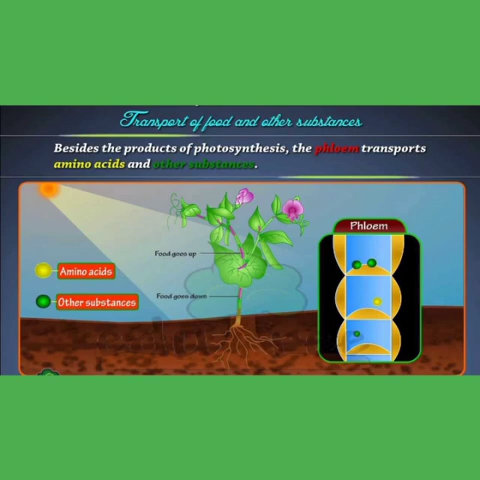 Transport of food and other substances
Besides the products of photosynthesis, the phloem transports
amino acids and other substances.
Phloem
Food goes up
Amino acids
Food goes down
Other substances